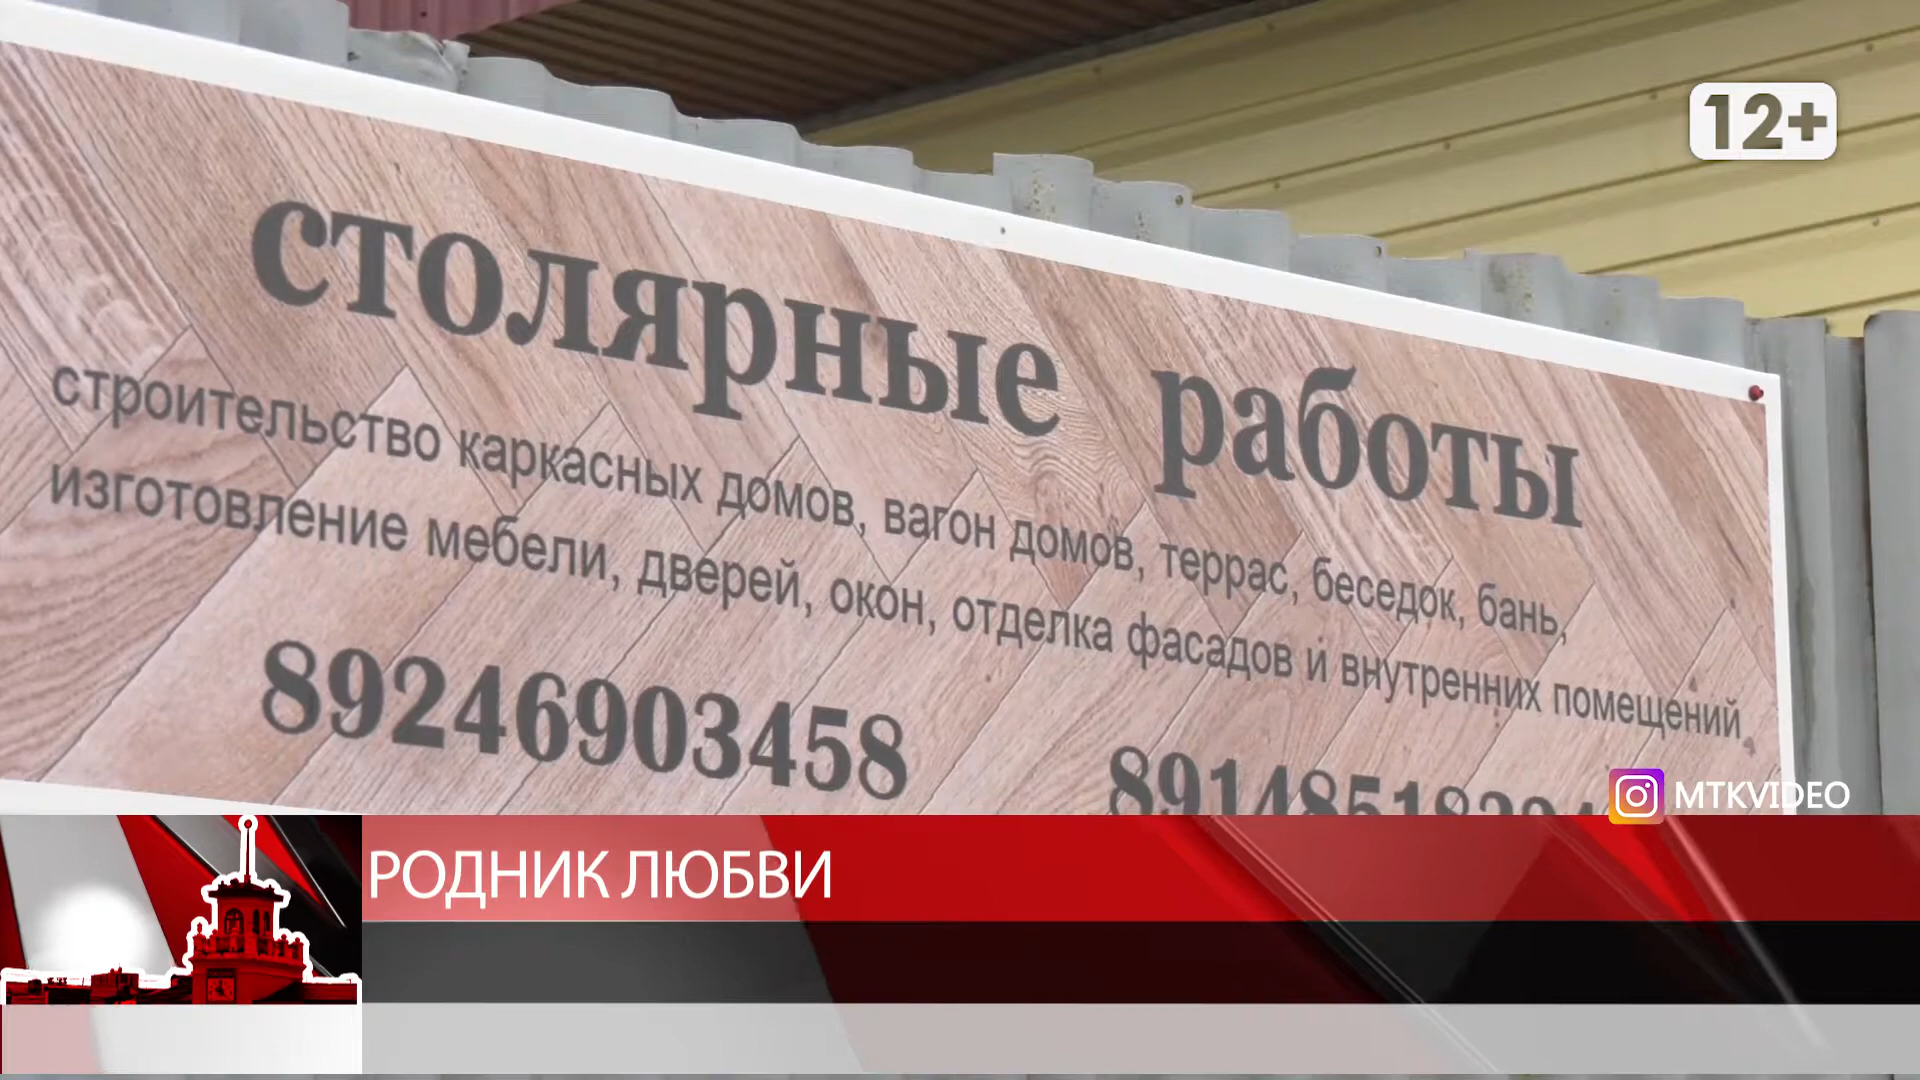 12+
столярные работы
строительство каркасных домов, вагон домов, террас, беседок, бань,
изготовление мебели, дверей, окон, отделка фасадов и внутренних помещений
89246903458
MTKVIDEO
РОДНИК ЛЮБВИ